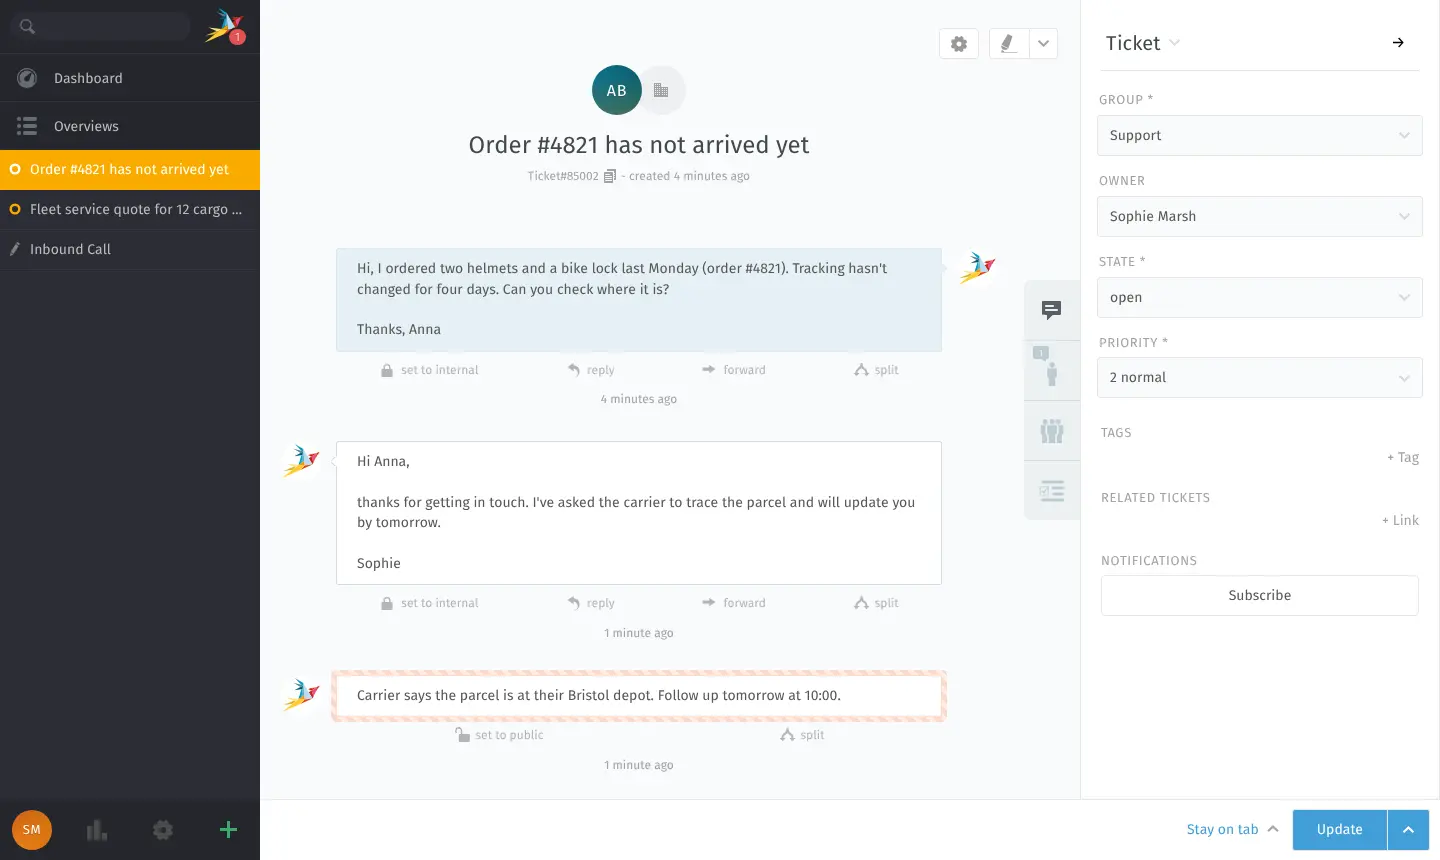 1
Dashboard
Overviews
Order #4821 has not arrived yet
Fleet service quote for 12 cargo ...
Inbound Call
SM
AB
Order #4821 has not arrived yet
Ticket#85002 - created 4 minutes ago
Hi, I ordered two helmets and a bike lock last Monday (order #4821). Tracking hasn't
changed for four days. Can you check where it is?
Thanks, Anna
set to internal reply forward split
4 minutes ago
Hi Anna,
thanks for getting in touch. I've asked the carrier to trace the parcel and will update you
by tomorrow.
Sophie
set to internal reply forward split
1 minute ago
Carrier says the parcel is at their Bristol depot. Follow up tomorrow at 10:00.
set to public split
1 minute ago
1
Ticket
GROUP *
Support
OWNER
Sophie Marsh
STATE *
open
PRIORITY *
2 normal
TAGS
+ Tag
RELATED TICKETS
+ Link
NOTIFICATIONS
Subscribe
Stay on tab
Update